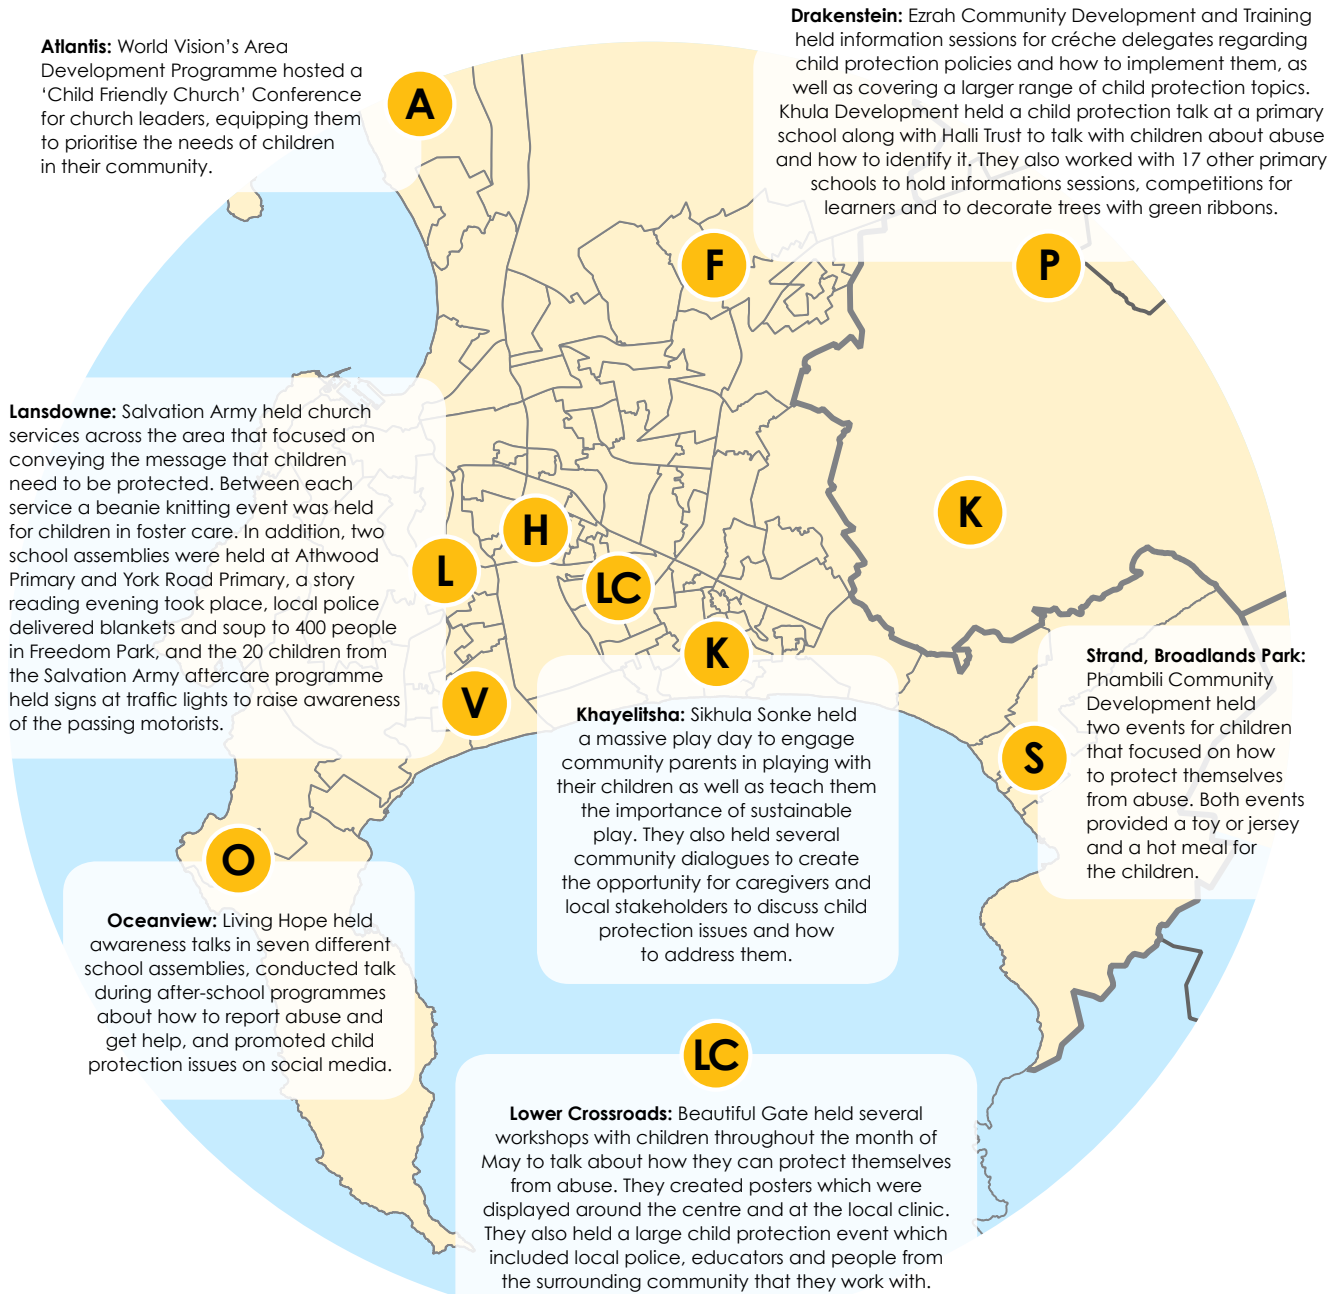 Atlantis: World Vision's Area
Development Programme hosted a
'Child Friendly Church' Conference
for church leaders, equipping them
to prioritise the needs of children
in their community.
A
Drakenstein: Ezrah Community Development and Training
held information sessions for créche delegates regarding
child protection policies and how to implement them, as
well as covering a larger range of child protection topics.
Khula Development held a child protection talk at a primary
school along with Halli Trust to talk with children about abuse
and how to identify it. They also worked with 17 other primary
schools to hold informations sessions, competitions for
learners and to decorate trees with green ribbons.
F
P
Lansdowne: Salvation Army held church
services across the area that focused on
conveying the message that children
need to be protected. Between each
service a beanie knitting event was held
for children in foster care. In addition, two
school assemblies were held at Athwood
Primary and York Road Primary, a story
reading evening took place, local police
delivered blankets and soup to 400 people
in Freedom Park, and the 20 children from
the Salvation Army aftercare programme
held signs at traffic lights to raise awareness
of the passing motorists.
H
K
L
LC
K
V
S
Khayelitsha: Sikhula Sonke held
a massive play day to engage
community parents in playing with
their children as well as teach them
the importance of sustainable
play. They also held several
community dialogues to create
the opportunity for caregivers and
local stakeholders to discuss child
protection issues and how
to address them.
Strand, Broadlands Park:
Phambili Community
Development held
two events for children
that focused on how
to protect themselves
from abuse. Both events
provided a toy or jersey
and a hot meal for
the children.
O
Oceanview: Living Hope held
awareness talks in seven different
school assemblies, conducted talk
during after-school programmes
about how to report abuse and
get help, and promoted child
protection issues on social media.
LC
Lower Crossroads: Beautiful Gate held several
workshops with children throughout the month of
May to talk about how they can protect themselves
from abuse. They created posters which were
displayed around the centre and at the local clinic.
They also held a large child protection event which
included local police, educators and people from
the surrounding community that they work with.